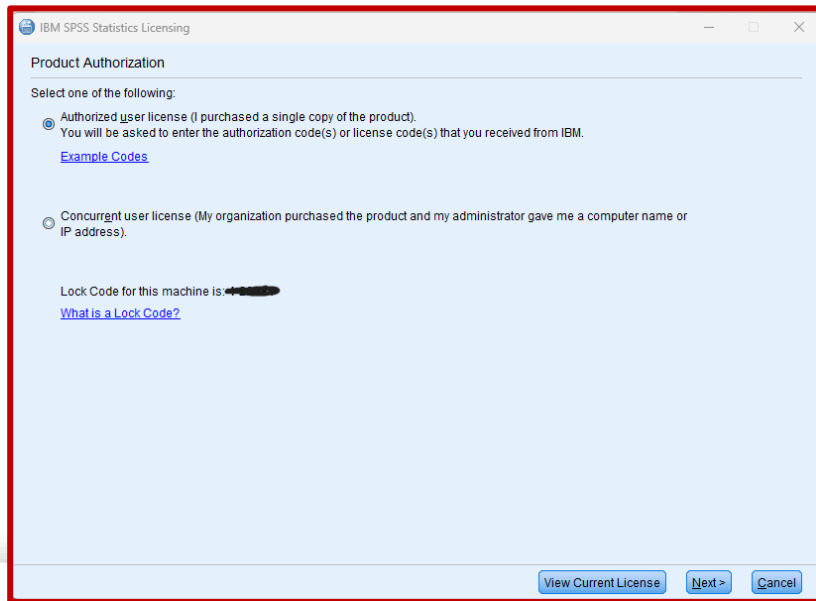 IBM SPSS Statistics Licensing
Product Authorization
Select one of the following:
Authorized user license (I purchased a single copy of the product).
You will be asked to enter the authorization code(s) or license code(s) that you received from IBM.
Example Codes
Concurrent user license (My organization purchased the product and my administrator gave me a computer name or
IP address).
Lock Code for this machine is:
What is a Lock Code?
View Current License Next > Cancel